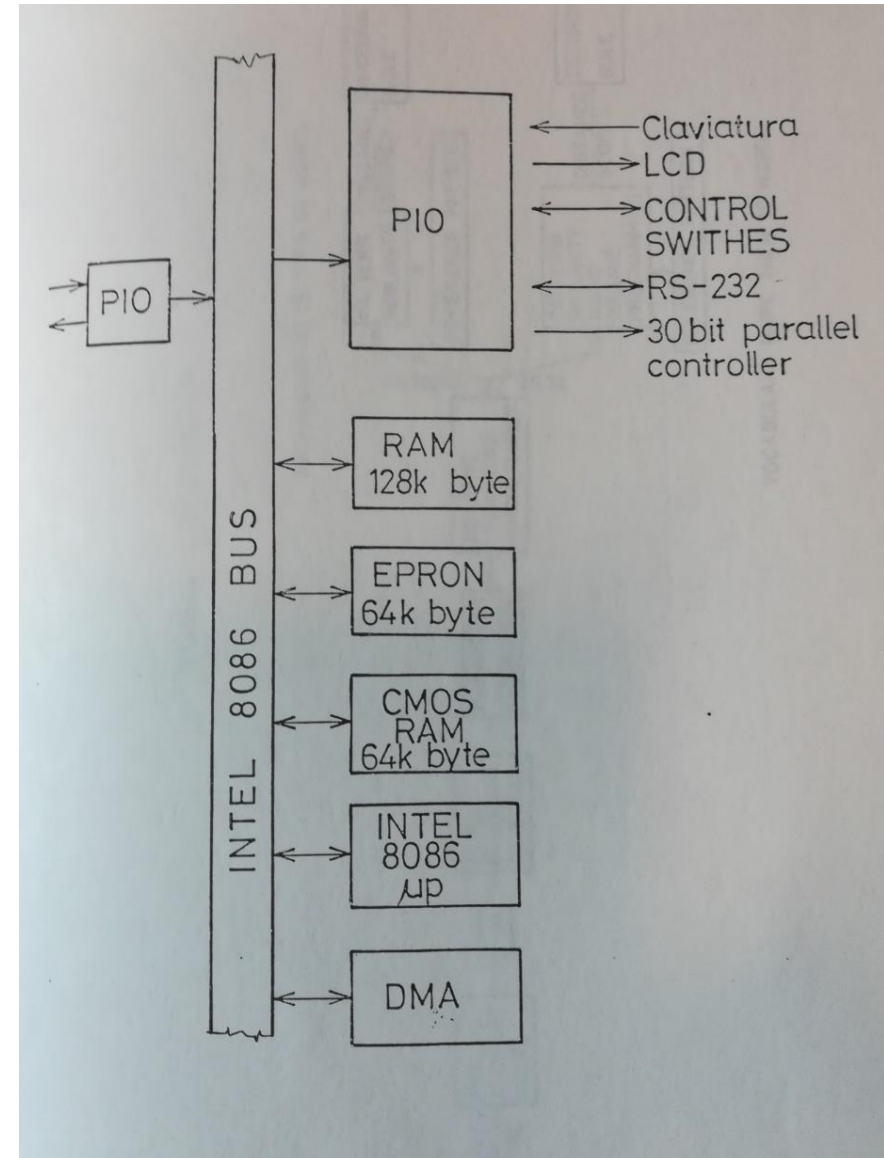 PIO
INTEL 8086 BUS
PIO
Claviatura
LCD
CONTROL
SWITHES
RS-232
30 bit parallel
controller
RAM
128k byte
EPRON
64k byte
CMOS
RAM
64k byte
INTEL
8086
μp
DMA